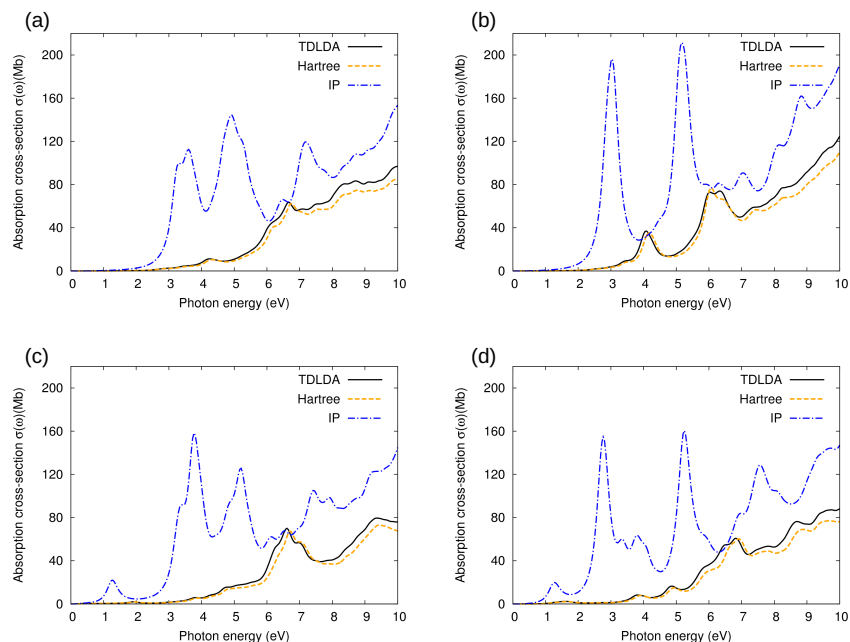 (a)
Absorption cross-section σ(ω)(Mb)
220
200
160
120
80
40
0
TDLDA
Hartree
IP
0 1 2 3 4 5 6 7 8 9 10
Photon energy (eV)
(b)
Absorption cross-section σ(ω)(Mb)
200
160
120
80
40
0
TDLDA
Hartree
IP
0 1 2 3 4 5 6 7 8 9 10
Photon energy (eV)
(c)
Absorption cross-section σ(ω)(Mb)
200
160
120
80
40
0
TDLDA
Hartree
IP
0 1 2 3 4 5 6 7 8 9 10
Photon energy (eV)
(d)
Absorption cross-section σ(ω)(Mb)
200
160
120
80
40
0
TDLDA
Hartree
IP
0 1 2 3 4 5 6 7 8 9 10
Photon energy (eV)